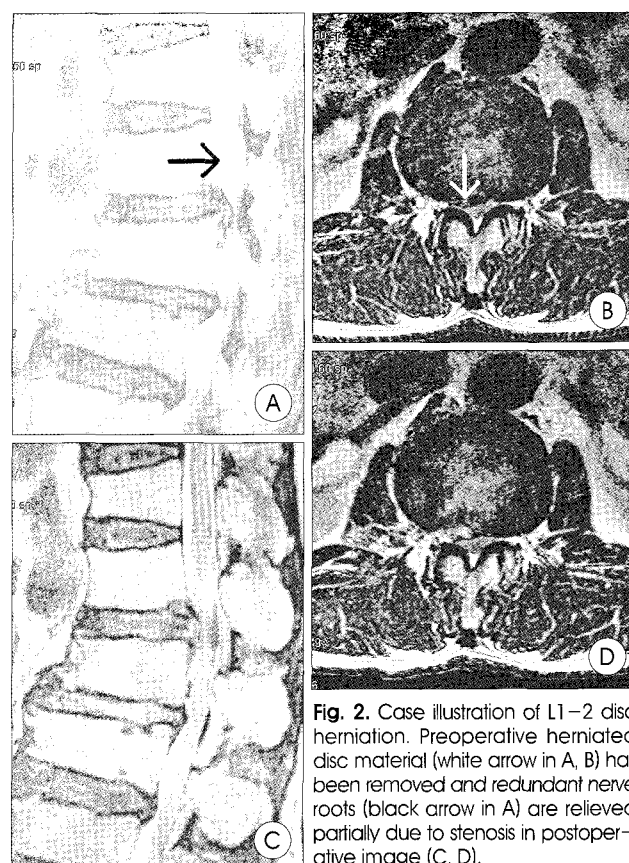 A
B
C
D
Fig. 2. Case illustration of L1-2 disc
herniation. Preoperative herniated
disc material (white arrow in A, B) ha
been removed and redundant nerve
roots (black arrow in A) are relieved
partially due to stenosis in postoper-
ative image (C, D).